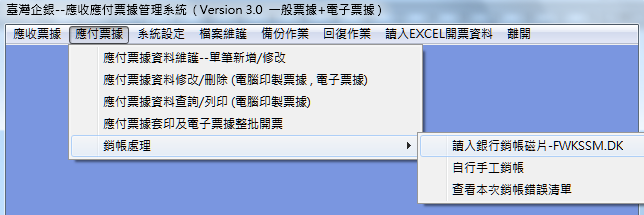 臺灣企銀--應收應付票據管理系統 ( Version 3.0 一般票據+電子票據 )
應收票據 應付票據 系統設定 檔案維護 備份作業 回復作業 讀入EXCEL開票資料 離開
應付票據資料維護--單筆新增/修改
應付票據資料修改/刪除 (電腦印製票據 , 電子票據)
應付票據資料查詢/列印 (電腦印製票據)
應付票據套印及電子票據整批開票
銷帳處理
讀入銀行銷帳磁片-FWKSSM.DK
自行手工銷帳
查看本次銷帳錯誤清單